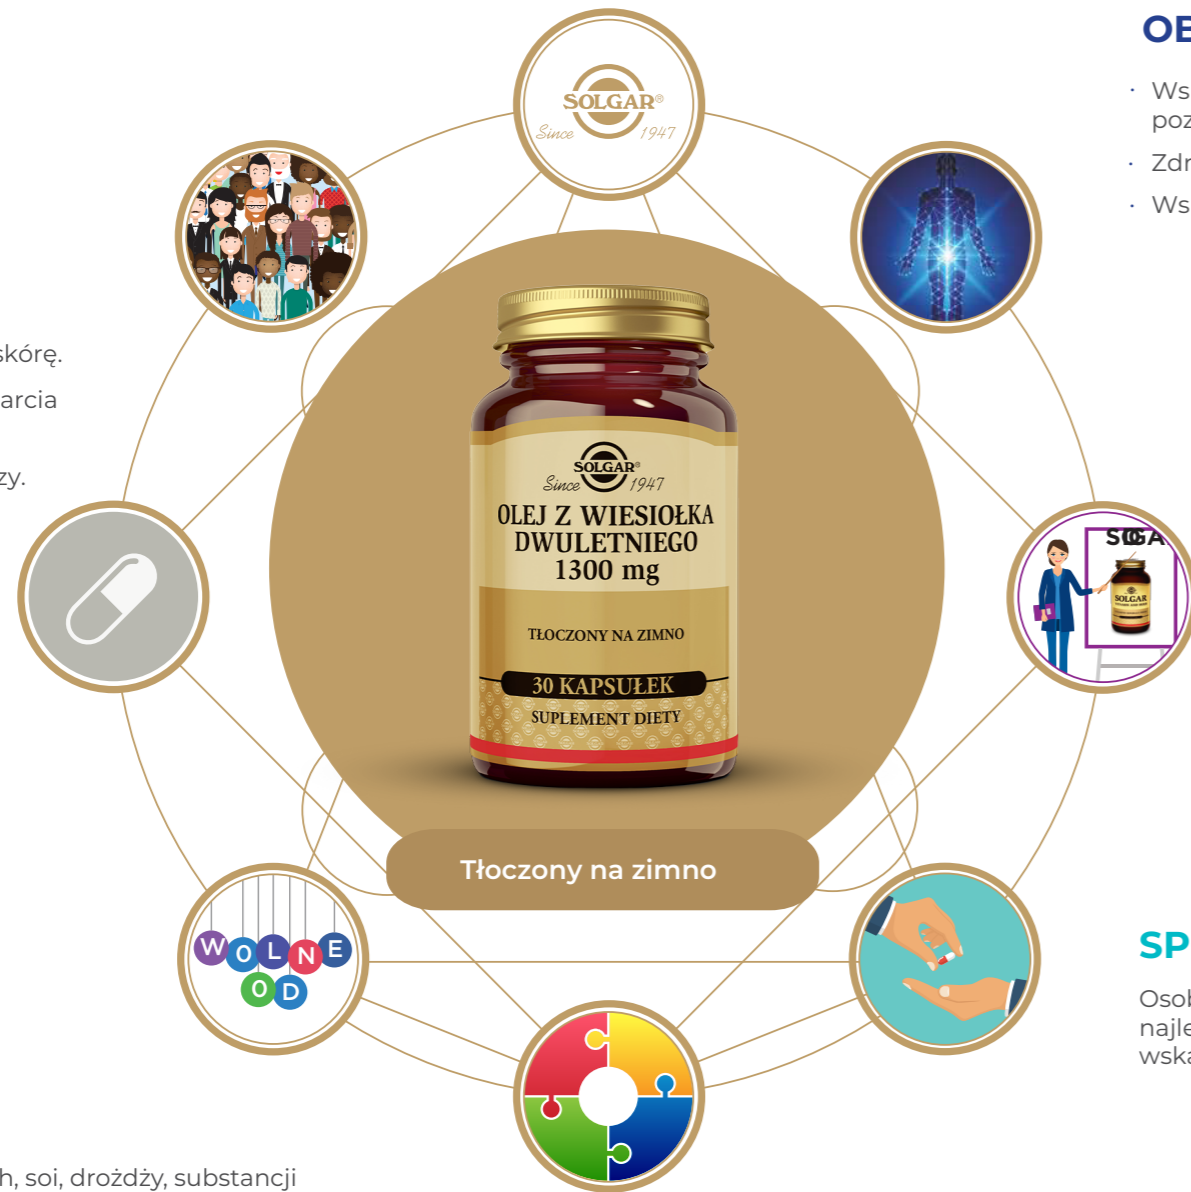 SOLGAR®
Since 1947
skórę.
arcia
zy.
SOLGAR®
Since 1947
OLEJ Z WIESIOŁKA
DWULETNIEGO
1300 mg
TŁOCZONY NA ZIMNO
30 KAPSUŁEK
SUPLEMENT DIETY
SOLGAR
Tłoczony na zimno
WOLNE
OD
SP
Osob
najle
wska
h, soi, drożdży, substancji
OB
Ws
poz
Zdr
Ws